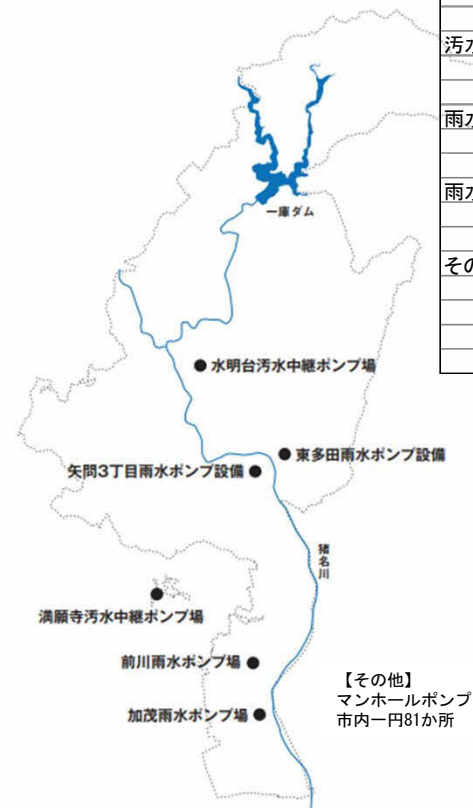 汚水
雨水
雨水
その
一庫ダム
水明台汚水中継ポンプ場
東多田雨水ポンプ設備
矢問3丁目雨水ポンプ設備
猪名川
満願寺汚水中継ポンプ場
前川雨水ポンプ場
加茂雨水ポンプ場
【その他】
マンホールポンプ
市内一円81か所